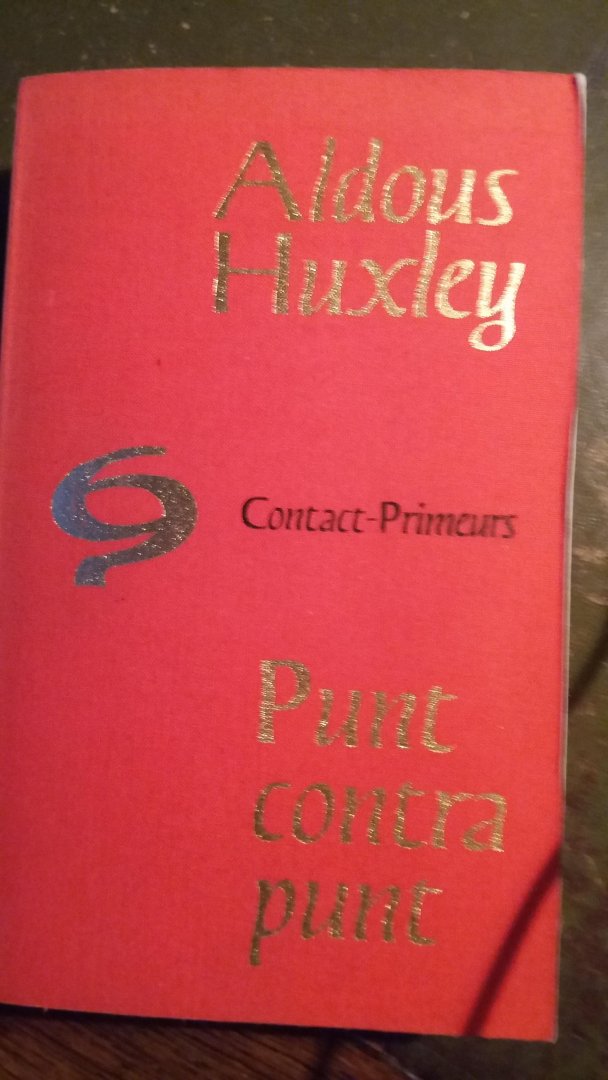 Aldous
Huxley
Contact-Primeurs
Punt
contra
punt